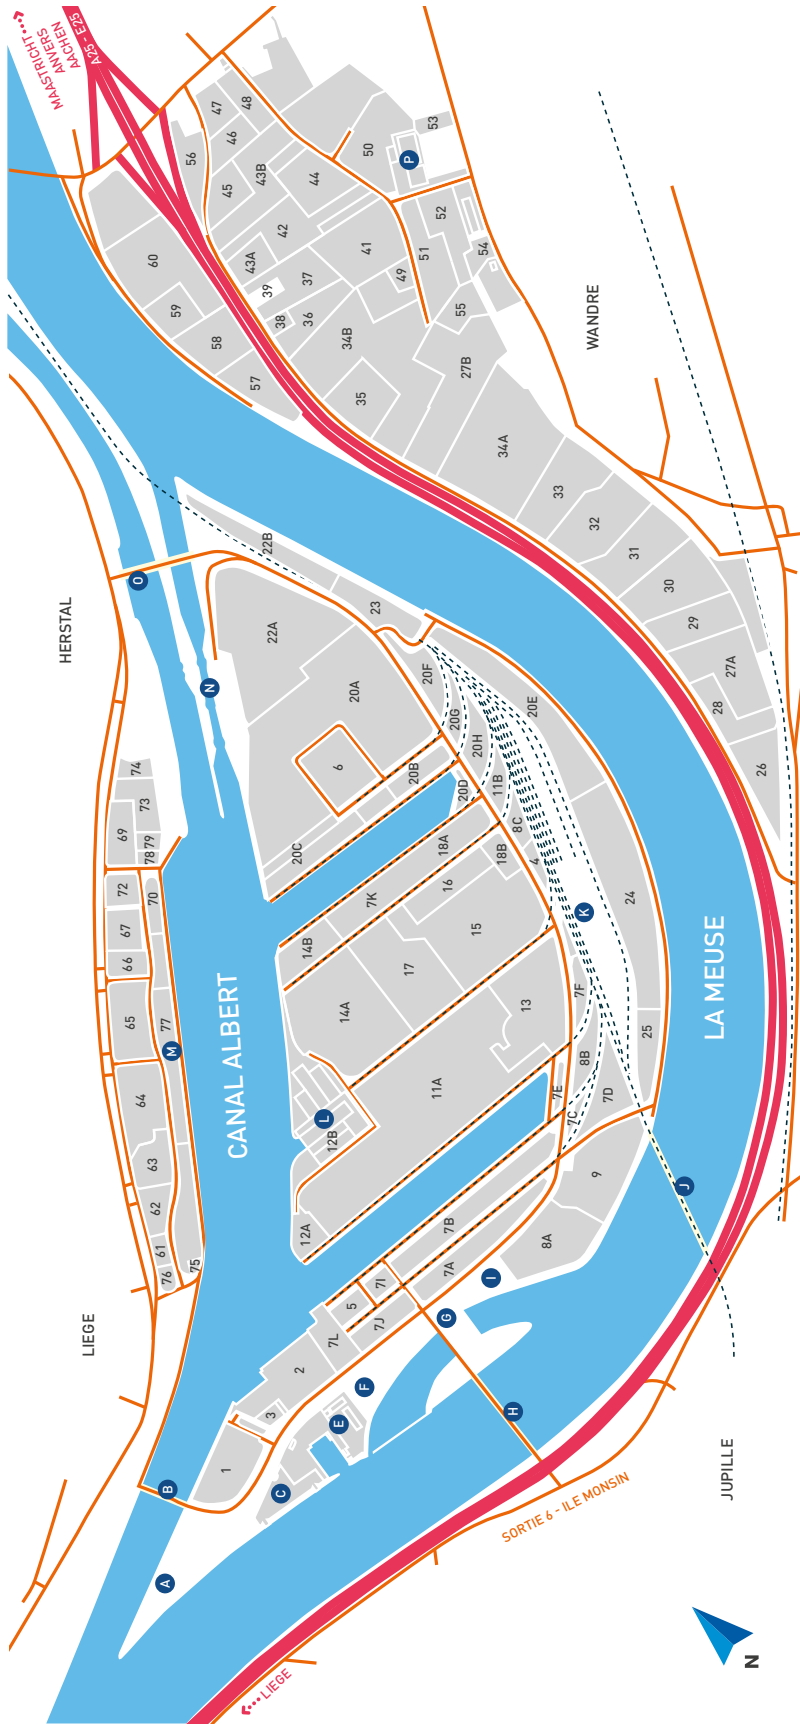 MAASTRICHT
ANVERS
AACHEN
A25 - E25
47
48
46
56
45
43B
44
50
53
P
52
51
54
42
41
43A
37
39
49
38
36
55
34B
27B
35
60
59
58
57
WANDRE
34A
33
32
31
30
29
27A
28
26
22B
23
22A
20A
20F
20G
20H
20E
11B
20D
20B
6
20C
8C
18A
18B
4
16
7K
15
14B
17
14A
13
24
K
7F
25
8B
7D
7E
7C
11A
L
12B
12A
HERSTAL
O
N
74
73
69
79
78
72
70
67
66
65
77
M
64
63
62
61
76
75
CANAL ALBERT
LA MEUSE
9
J
8A
7B
7A
I
7I
5
7J
7L
G
2
F
H
3
E
1
C
B
A
LIEGE
JUPILLE
SORTIE 6 - ILE MONSIN
LIEGE
N